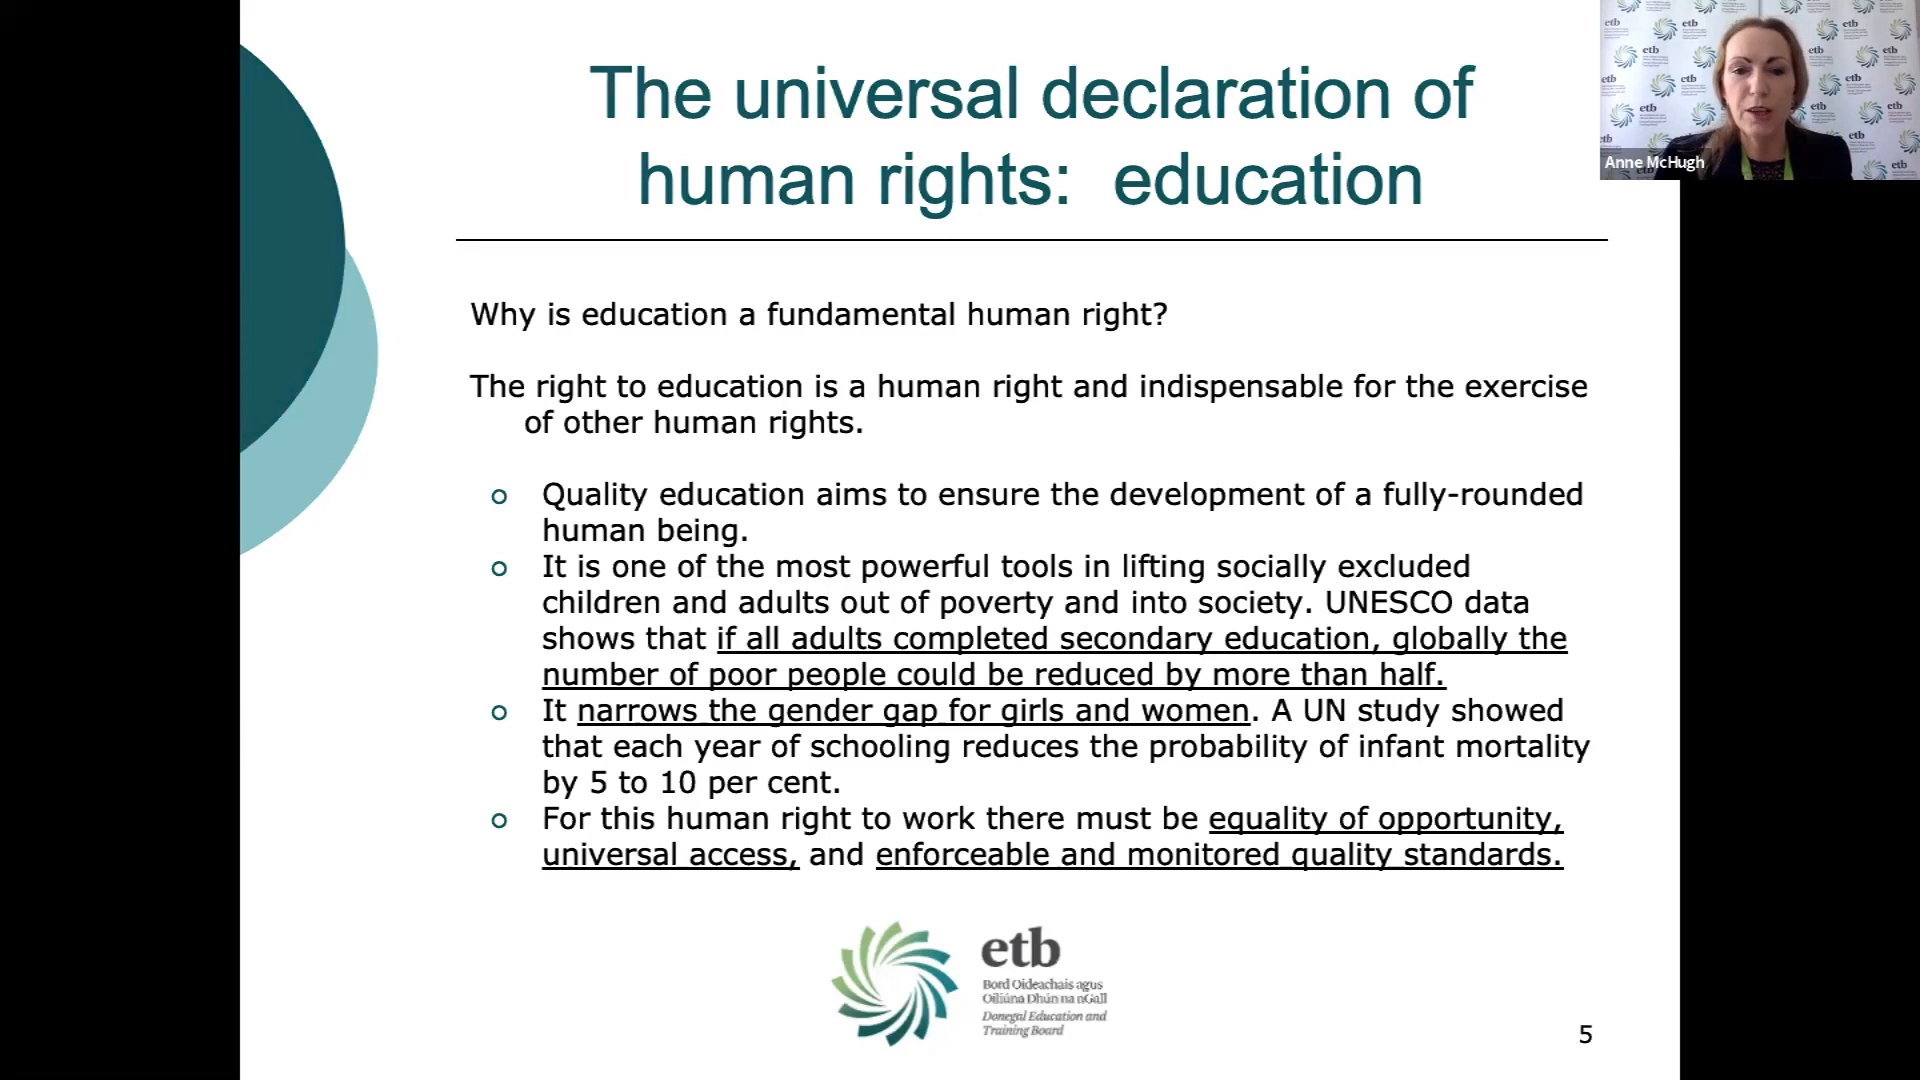 The universal declaration of
human rights: education
Anne McHugh
Why is education a fundamental human right?
The right to education is a human right and indispensable for the exercise
of other human rights.
Quality education aims to ensure the development of a fully-rounded
human being.
It is one of the most powerful tools in lifting socially excluded
children and adults out of poverty and into society. UNESCO data
shows that if all adults completed secondary education, globally the
number of poor people could be reduced by more than half.
It narrows the gender gap for girls and women. A UN study showed
that each year of schooling reduces the probability of infant mortality
by 5 to 10 per cent.
For this human right to work there must be equality of opportunity,
universal access, and enforceable and monitored quality standards.
etb
Bord Oideachais agus
Oiliúna Dhún na nGall
Donegal Education and
Training Board
5